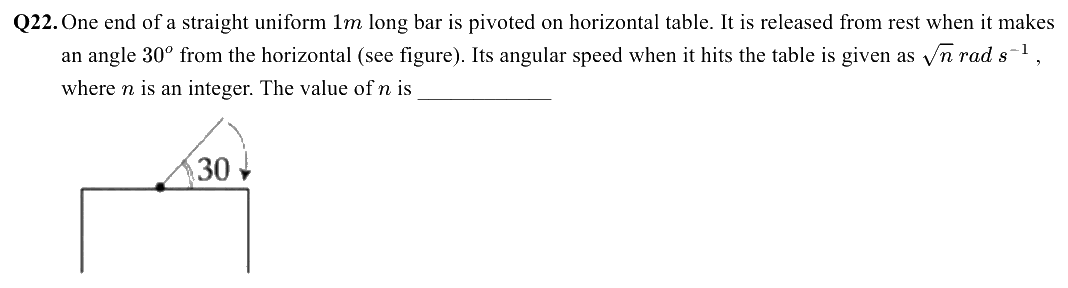 Q22. One end of a straight uniform 1m long bar is pivoted on horizontal table. It is released from rest when it makes
an angle 30° from the horizontal (see figure). Its angular speed when it hits the table is given as √n rad s⁻¹ ,
where n is an integer. The value of n is ____________
30